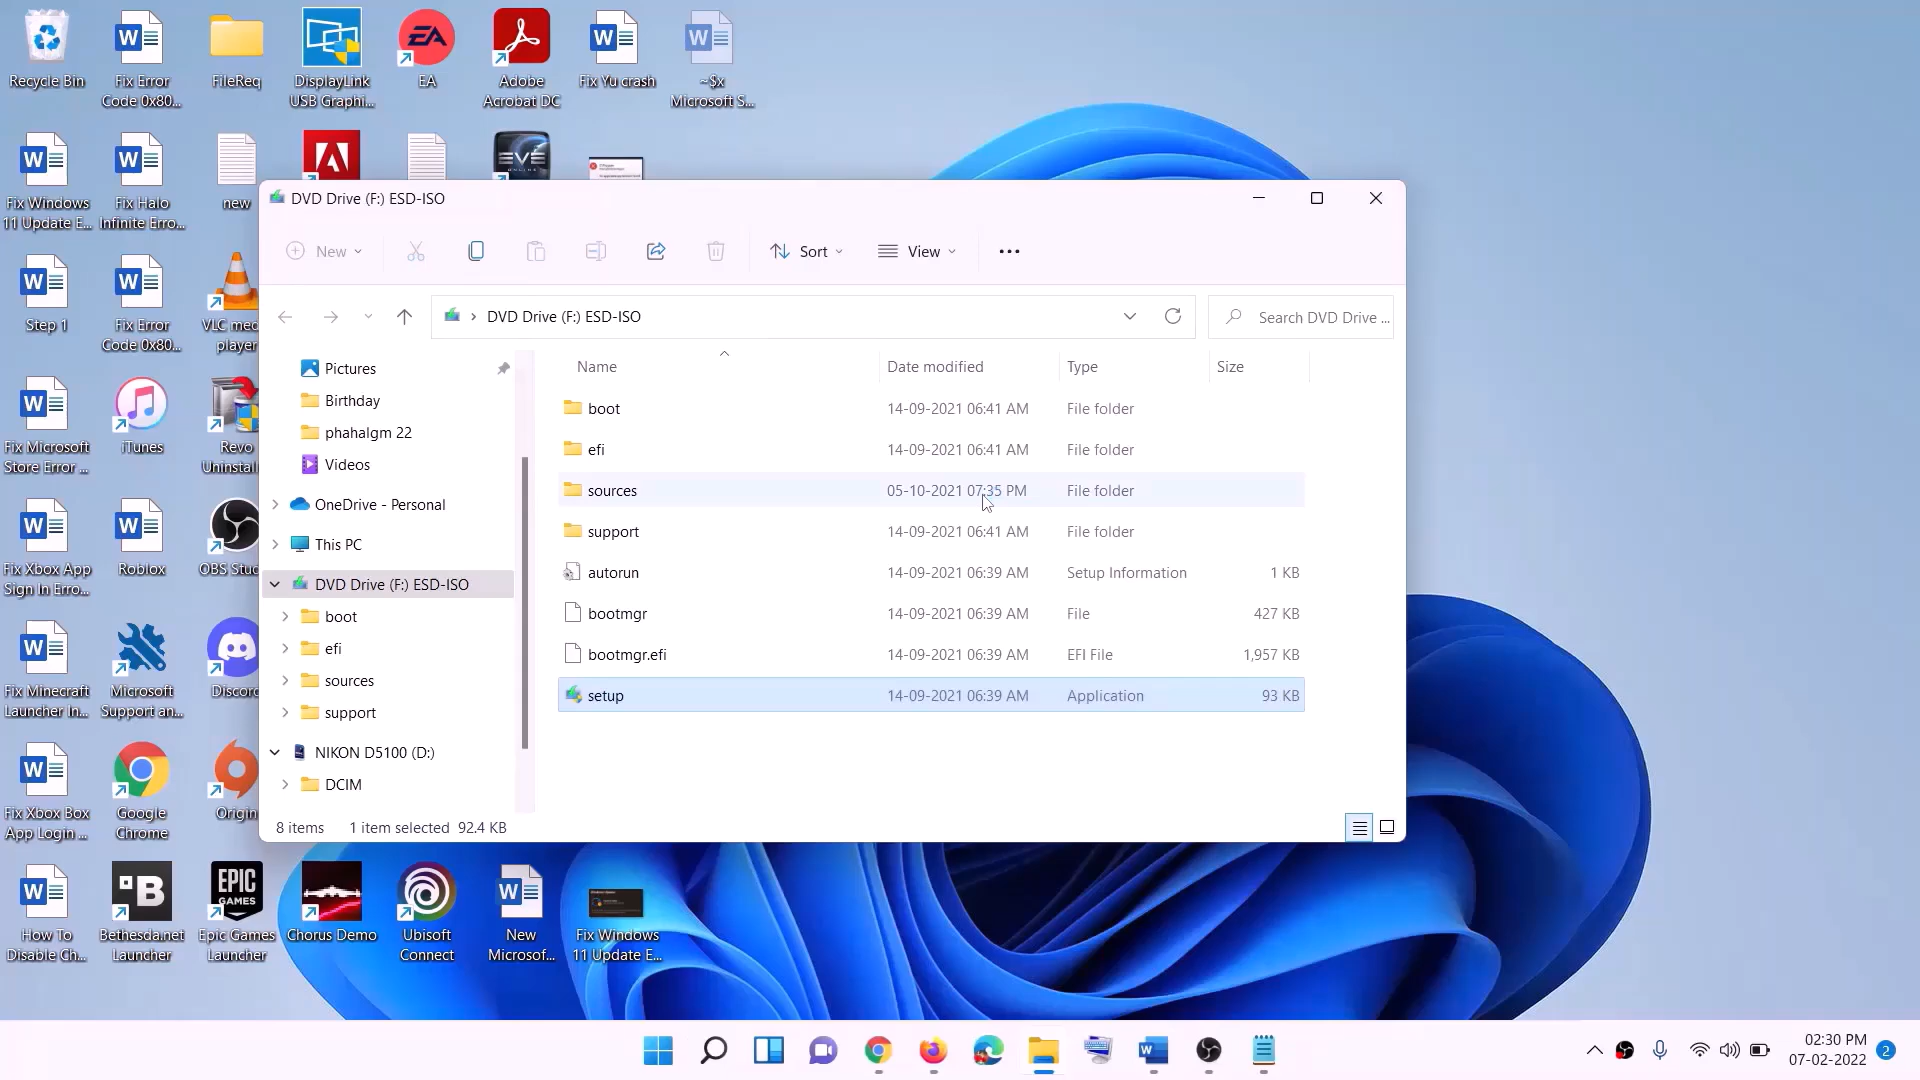 Recycle Bin
Fix Error
Code 0x80...
FileReq
DisplayLink
USB Graphi...
EA
Adobe
Acrobat DC
Fix Yu crash
~$x
Microsoft S...
Fix Windows
11 Update E...
Fix Halo
Infinite Erro...
new
EVE
ONLINE
Step 1
Fix Error
Code 0x80...
VLC med
player
Fix Microsoft
Store Error ...
iTunes
Revo
Uninstal
Fix Xbox App
Sign In Erro...
Roblox
OBS Stud
Fix Minecraft
Launcher In...
Microsoft
Support an...
Discord
Fix Xbox Box
App Login ...
Google
Chrome
Origin
How To
Disable Ch...
Bethesda.net
Launcher
EPIC
GAMES
Epic Games
Launcher
Chorus Demo
Ubisoft
Connect
New
Microsof...
Fix Windows
11 Update E...
DVD Drive (F:) ESD-ISO
New
Sort
View
DVD Drive (F:) ESD-ISO
Search DVD Drive ...
Pictures
Birthday
phahalgm 22
Videos
OneDrive - Personal
This PC
DVD Drive (F:) ESD-ISO
boot
efi
sources
support
NIKON D5100 (D:)
DCIM
Name Date modified Type Size
boot 14-09-2021 06:41 AM File folder
efi 14-09-2021 06:41 AM File folder
sources 05-10-2021 07:35 PM File folder
support 14-09-2021 06:41 AM File folder
autorun 14-09-2021 06:39 AM Setup Information 1 KB
bootmgr 14-09-2021 06:39 AM File 427 KB
bootmgr.efi 14-09-2021 06:39 AM EFI File 1,957 KB
setup 14-09-2021 06:39 AM Application 93 KB
8 items 1 item selected 92.4 KB
02:30 PM
07-02-2022
2